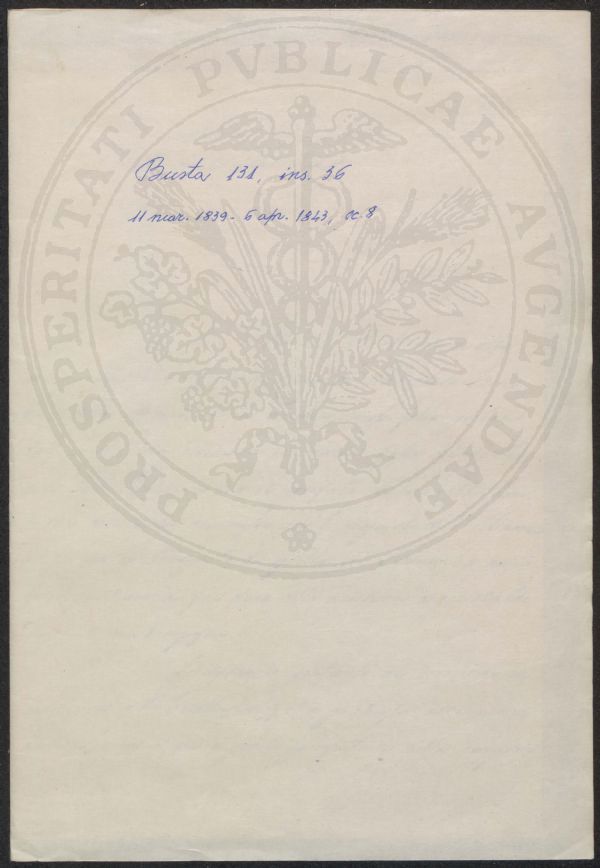 Busta 131, ins. 36
11 mar. 1839 - 6 apr. 1843, cc. 8
PROSPERITATI PVBLICAE AVGENDAE